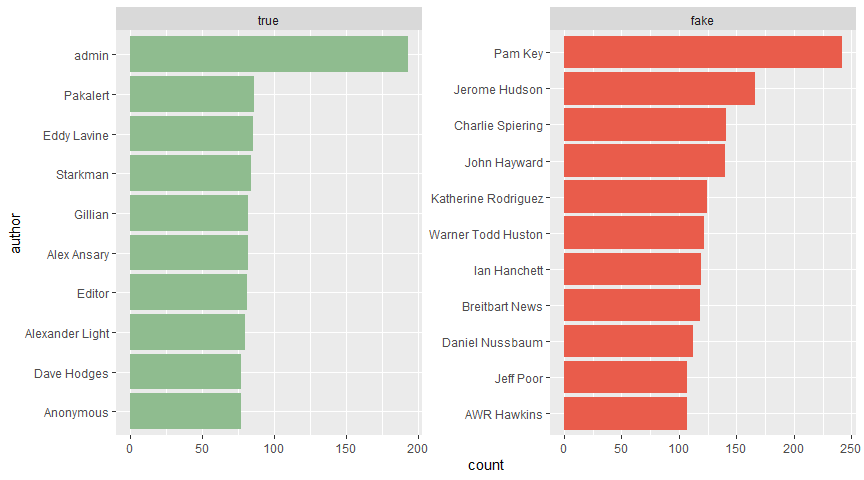 true
fake
author
admin
Pakalert
Eddy Lavine
Starkman
Gillian
Alex Ansary
Editor
Alexander Light
Dave Hodges
Anonymous
0 50 100 150 200
Pam Key
Jerome Hudson
Charlie Spiering
John Hayward
Katherine Rodriguez
Warner Todd Huston
Ian Hanchett
Breitbart News
Daniel Nussbaum
Jeff Poor
AWR Hawkins
0 50 100 150 200 250
count